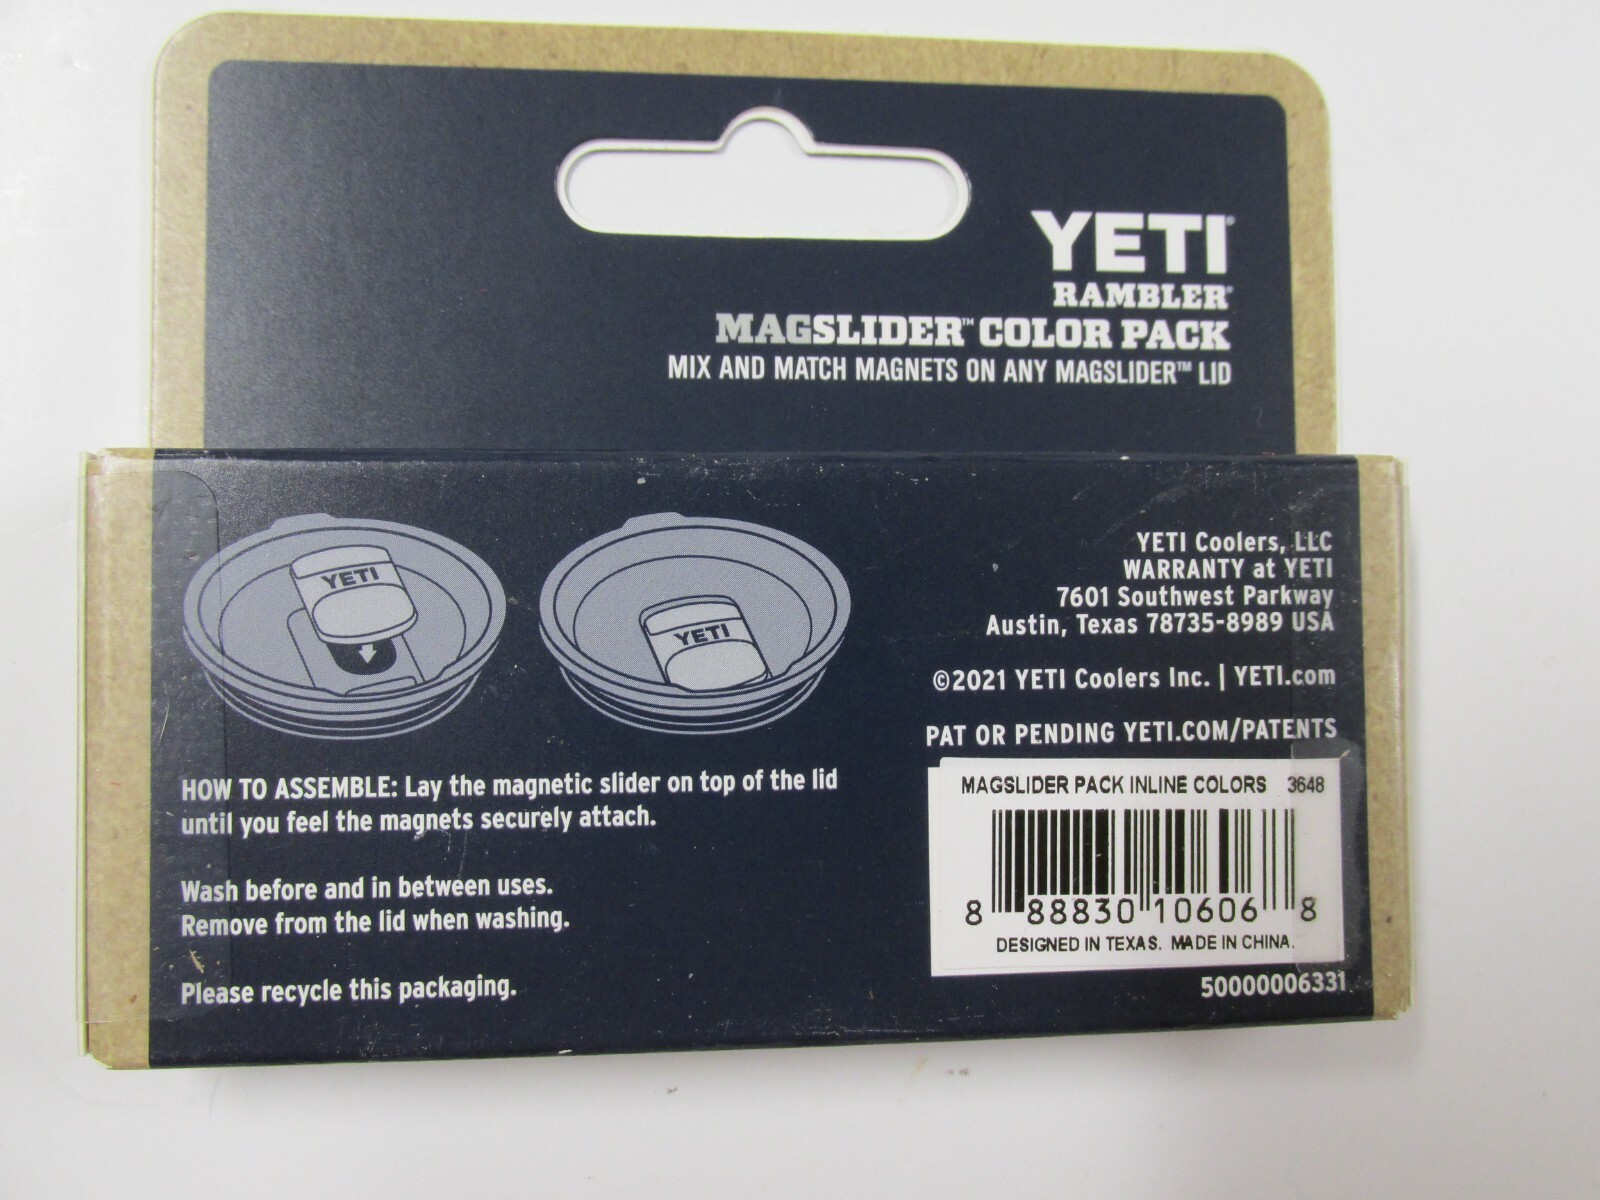 YETI®
RAMBLER®
MAGSLIDER™ COLOR PACK
MIX AND MATCH MAGNETS ON ANY MAGSLIDER™ LID
YETI
YETI
YETI Coolers, LLC
WARRANTY at YETI
7601 Southwest Parkway
Austin, Texas 78735-8989 USA
©2021 YETI Coolers Inc. | YETI.com
PAT OR PENDING YETI.COM/PATENTS
HOW TO ASSEMBLE: Lay the magnetic slider on top of the lid
until you feel the magnets securely attach.
Wash before and in between uses.
Remove from the lid when washing.
Please recycle this packaging.
MAGSLIDER PACK INLINE COLORS 3648
8 88830 10606 8
DESIGNED IN TEXAS. MADE IN CHINA.
50000006331